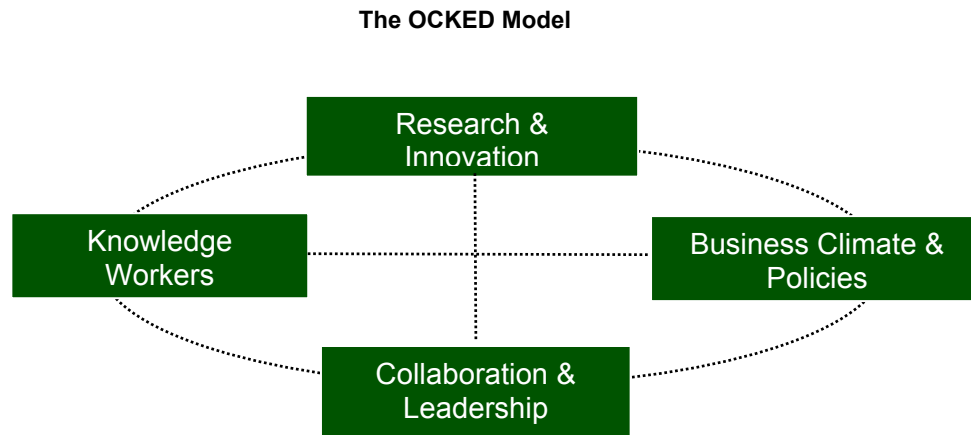 The OCKED Model
Research &
Innovation
Knowledge
Workers
Business Climate &
Policies
Collaboration &
Leadership